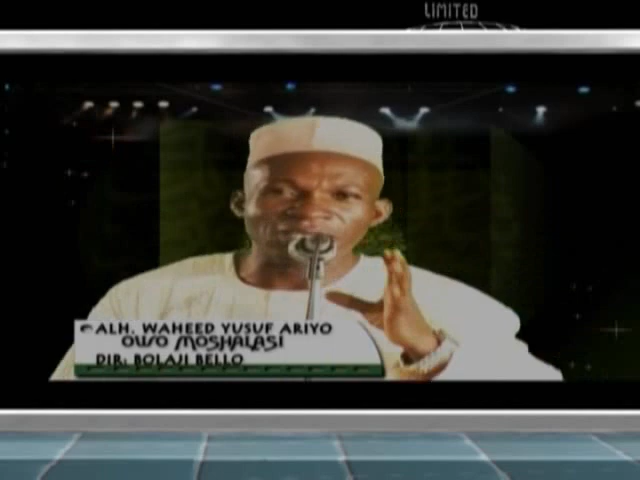 LIMITED
ALH. WAHEED YUSUF ARIYO
OWO MOSHALASI
DIR: BOLAJI BELLO